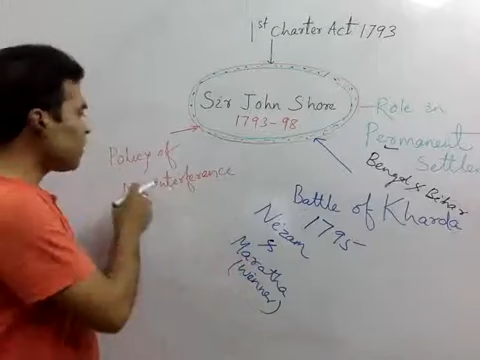 1st Charter Act 1793
Sir John Shore
1793-98
Role in
Permanent
Bengal & Bihar
Policy of
Battle of Kharda
1795
Nizam
&
Maratha
(Winner)